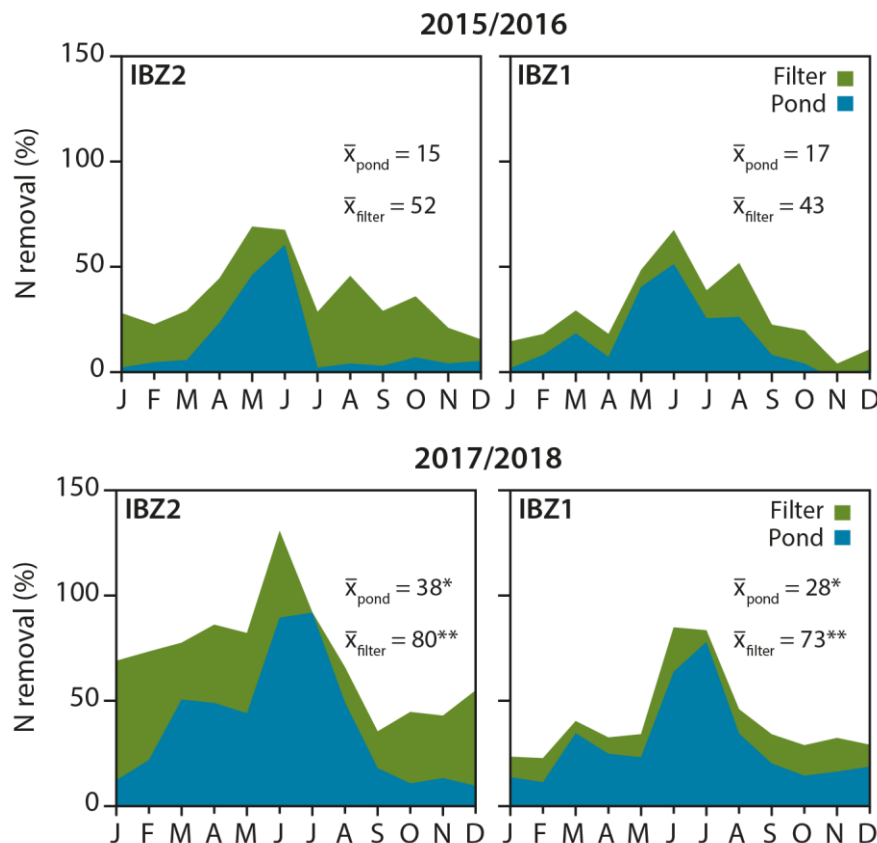 2015/2016
N removal (%)
150
100
50
0
IBZ2
x̄pond = 15
x̄filter = 52
J F M A M J J A S O N D
IBZ1
Filter
Pond
x̄pond = 17
x̄filter = 43
J F M A M J J A S O N D
2017/2018
N removal (%)
150
100
50
0
IBZ2
x̄pond = 38*
x̄filter = 80**
J F M A M J J A S O N D
IBZ1
Filter
Pond
x̄pond = 28*
x̄filter = 73**
J F M A M J J A S O N D